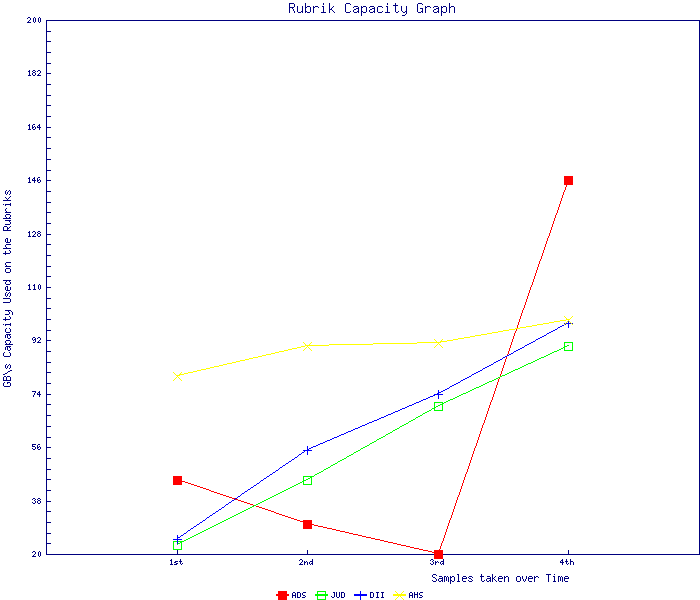 Rubrik Capacity Graph
200
182
164
146
128
110
92
74
56
38
20
GB\s Capacity Used on the Rubriks
1st 2nd 3rd 4th
Samples taken over Time
ADS JUD DII AHS